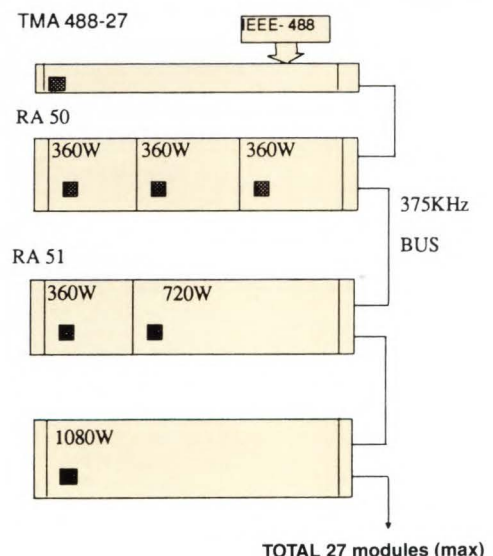 TMA 488-27
IEEE- 488
RA 50
360W 360W 360W
375KHz
BUS
RA 51
360W 720W
1080W
TOTAL 27 modules (max)